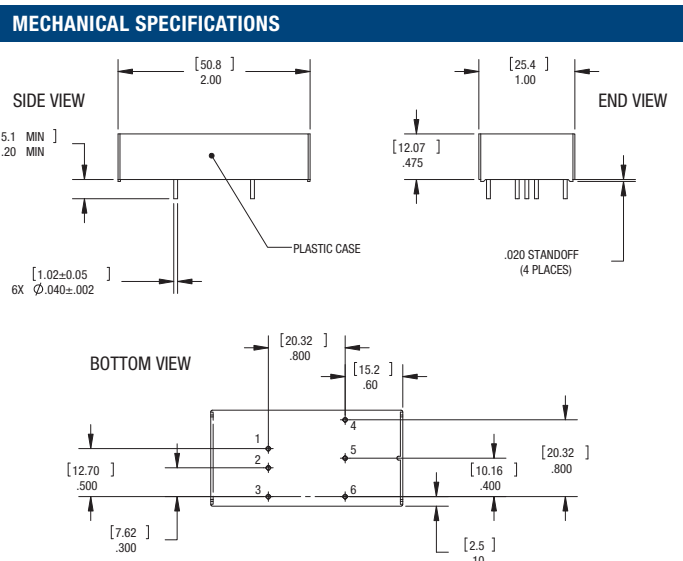 MECHANICAL SPECIFICATIONS
[50.8 ]
2.00
[25.4 ]
1.00
SIDE VIEW
END VIEW
5.1 MIN ]
.20 MIN
[12.07 ]
.475
PLASTIC CASE
.020 STANDOFF
(4 PLACES)
[1.02±0.05 ]
6X Ø.040±.002
[20.32 ]
.800
BOTTOM VIEW
[15.2 ]
.60
4
1
5
[20.32 ]
.800
2
[12.70 ]
.500
[10.16 ]
.400
3
6
[7.62 ]
.300
[2.5 ]
.10